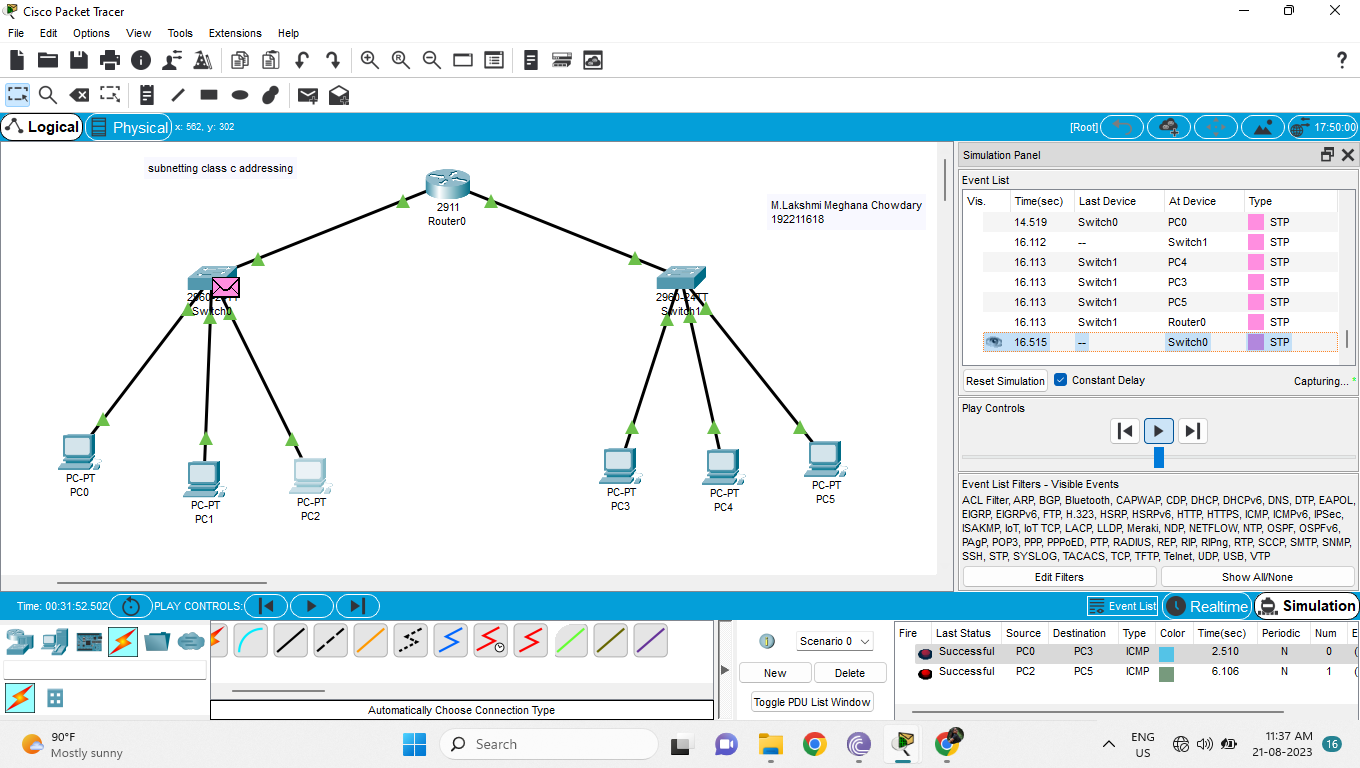 Cisco Packet Tracer
File Edit Options View Tools Extensions Help
Logical Physical x: 562, y: 302 [Root] 17:50:00
subnetting class c addressing
2911
Router0
M.Lakshmi Meghana Chowdary
192211618
2960-24TT
Switch0
2960-24TT
Switch1
PC-PT
PC0
PC-PT
PC1
PC-PT
PC2
PC-PT
PC3
PC-PT
PC4
PC-PT
PC5
Simulation Panel
Event List
Vis. Time(sec) Last Device At Device Type
14.519 Switch0 PC0 STP
16.112 -- Switch1 STP
16.113 Switch1 PC4 STP
16.113 Switch1 PC3 STP
16.113 Switch1 PC5 STP
16.113 Switch1 Router0 STP
16.515 -- Switch0 STP
Reset Simulation Constant Delay Capturing... *
Play Controls
Event List Filters - Visible Events
ACL Filter, ARP, BGP, Bluetooth, CAPWAP, CDP, DHCP, DHCPv6, DNS, DTP, EAPOL,
EIGRP, EIGRPv6, FTP, H.323, HSRP, HSRPv6, HTTP, HTTPS, ICMP, ICMPv6, IPSec,
ISAKMP, IoT, IoT TCP, LACP, LLDP, Meraki, NDP, NETFLOW, NTP, OSPF, OSPFv6,
PAgP, POP3, PPP, PPPoED, PTP, RADIUS, REP, RIP, RIPng, RTP, SCCP, SMTP, SNMP,
SSH, STP, SYSLOG, TACACS, TCP, TFTP, Telnet, UDP, USB, VTP
Edit Filters Show All/None
Time: 00:31:52.502 PLAY CONTROLS: Event List Realtime Simulation
Automatically Choose Connection Type
Scenario 0
New Delete
Toggle PDU List Window
Fire Last Status Source Destination Type Color Time(sec) Periodic Num E
Successful PC0 PC3 ICMP 2.510 N 0 (
Successful PC2 PC5 ICMP 6.106 N 1 (
90°F
Mostly sunny
Search
ENG
US
11:37 AM
21-08-2023
16